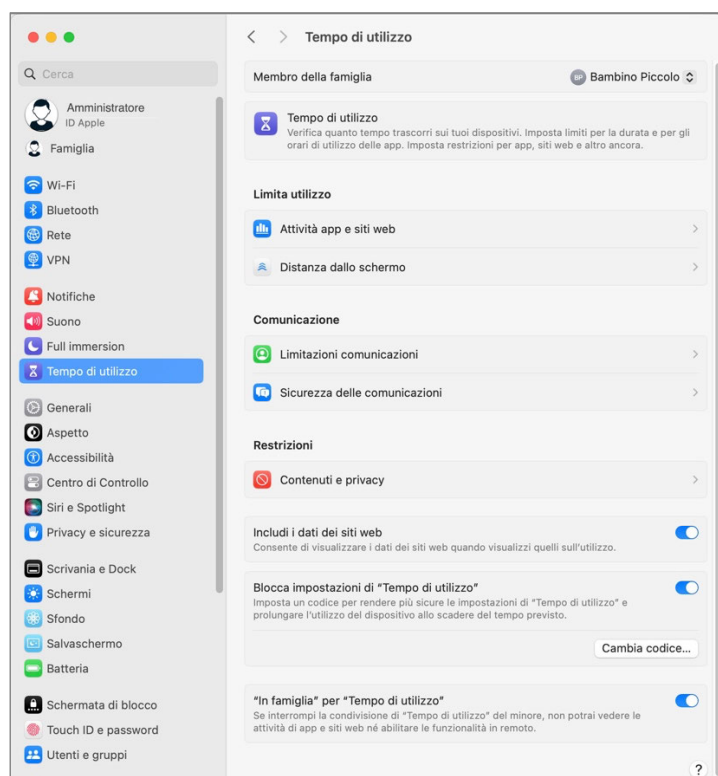 Tempo di utilizzo
Cerca
Amministratore
ID Apple
Famiglia
Wi-Fi
Bluetooth
Rete
VPN
Notifiche
Suono
Full immersion
Tempo di utilizzo
Generali
Aspetto
Accessibilità
Centro di Controllo
Siri e Spotlight
Privacy e sicurezza
Scrivania e Dock
Schermi
Sfondo
Salvaschermo
Batteria
Schermata di blocco
Touch ID e password
Utenti e gruppi
Membro della famiglia
BP Bambino Piccolo
Tempo di utilizzo
Verifica quanto tempo trascorri sui tuoi dispositivi. Imposta limiti per la durata e per gli
orari di utilizzo delle app. Imposta restrizioni per app, siti web e altro ancora.
Limita utilizzo
Attività app e siti web
Distanza dallo schermo
Comunicazione
Limitazioni comunicazioni
Sicurezza delle comunicazioni
Restrizioni
Contenuti e privacy
Includi i dati dei siti web
Consente di visualizzare i dati dei siti web quando visualizzi quelli sull'utilizzo.
Blocca impostazioni di “Tempo di utilizzo”
Imposta un codice per rendere più sicure le impostazioni di “Tempo di utilizzo” e
prolungare l'utilizzo del dispositivo allo scadere del tempo previsto.
Cambia codice...
“In famiglia” per “Tempo di utilizzo”
Se interrompi la condivisione di “Tempo di utilizzo” del minore, non potrai vedere le
attività di app e siti web né abilitare le funzionalità in remoto.
?